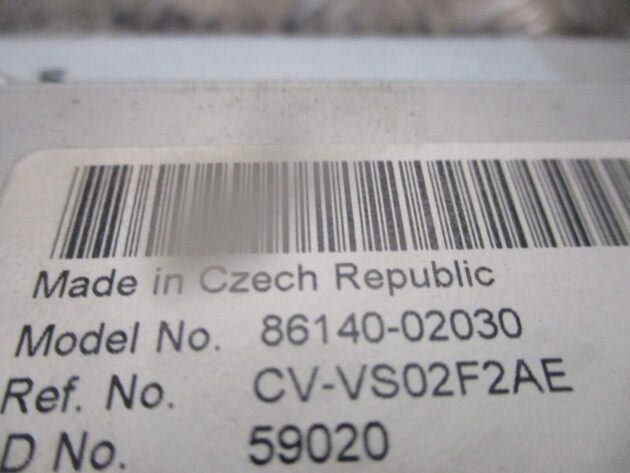 Made in Czech Republic
Model No. 86140-02030
Ref. No. CV-VS02F2AE
D No. 59020